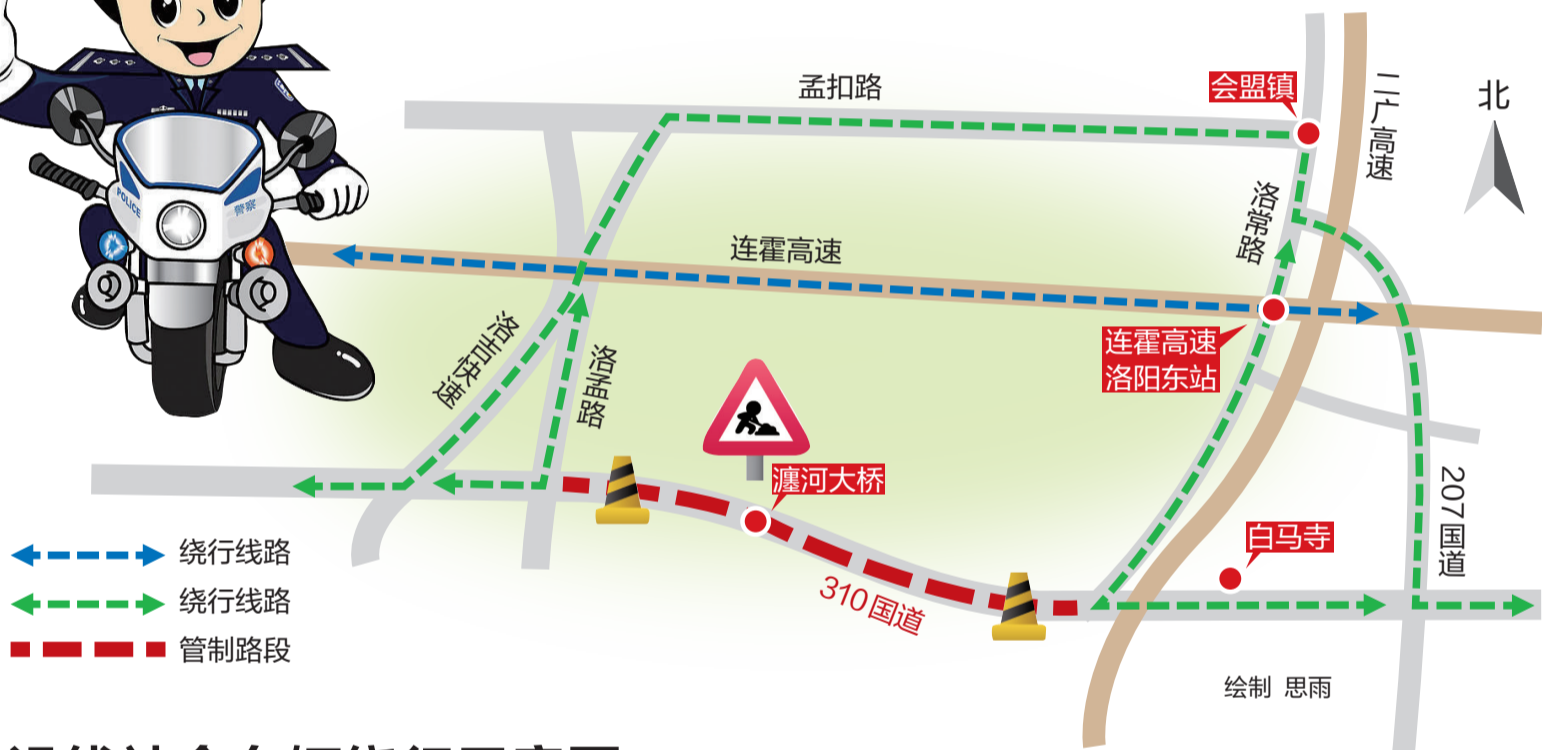 孟扣路
会盟镇
二广高速
北
POLICE
警察
洛常路
连霍高速
连霍高速
洛阳东站
洛吉快速
洛孟路
瀍河大桥
207国道
白马寺
310国道
绕行线路
绕行线路
管制路段
绘制 思雨